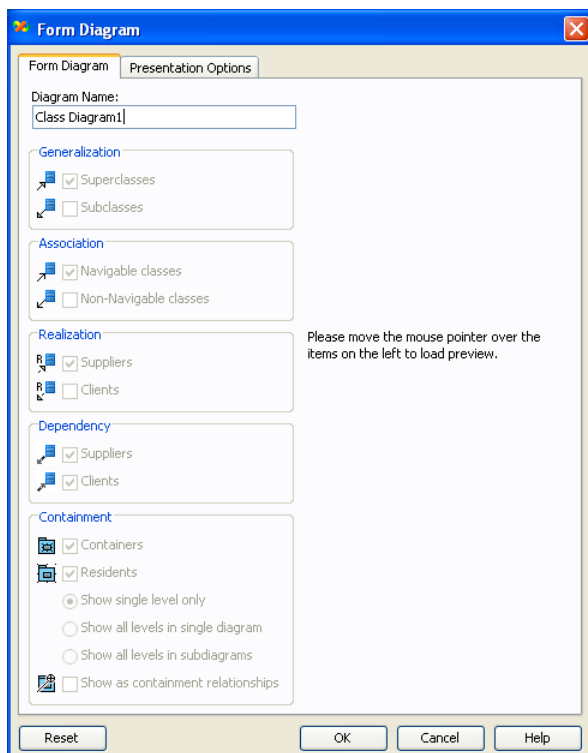 Form Diagram
Form Diagram
Presentation Options
Diagram Name:
Class Diagram1
Generalization
Superclasses
Subclasses
Association
Navigable classes
Non-Navigable classes
Realization
R
Suppliers
R
Clients
Please move the mouse pointer over the
items on the left to load preview.
Dependency
Suppliers
Clients
Containment
Containers
Residents
Show single level only
Show all levels in single diagram
Show all levels in subdiagrams
Show as containment relationships
Reset
OK
Cancel
Help